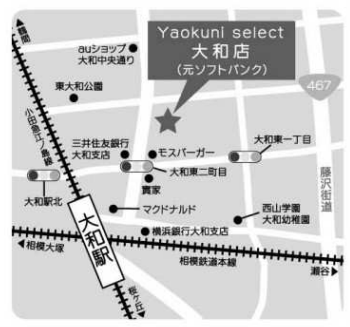 ▲鶴間
auショップ
大和中央通り
Yaokuni select
大和店
(元ソフトバンク)
467
東大和公園
小田急江ノ島線
三井住友銀行
大和支店
モスバーガー
大和東一丁目
大和東二丁目
寳家
大和駅北
藤沢街道
マクドナルド
西山学園
大和幼稚園
大和駅
横浜銀行大和支店
◀相模大塚
相模鉄道本線
瀬谷▶
桜ヶ丘▼